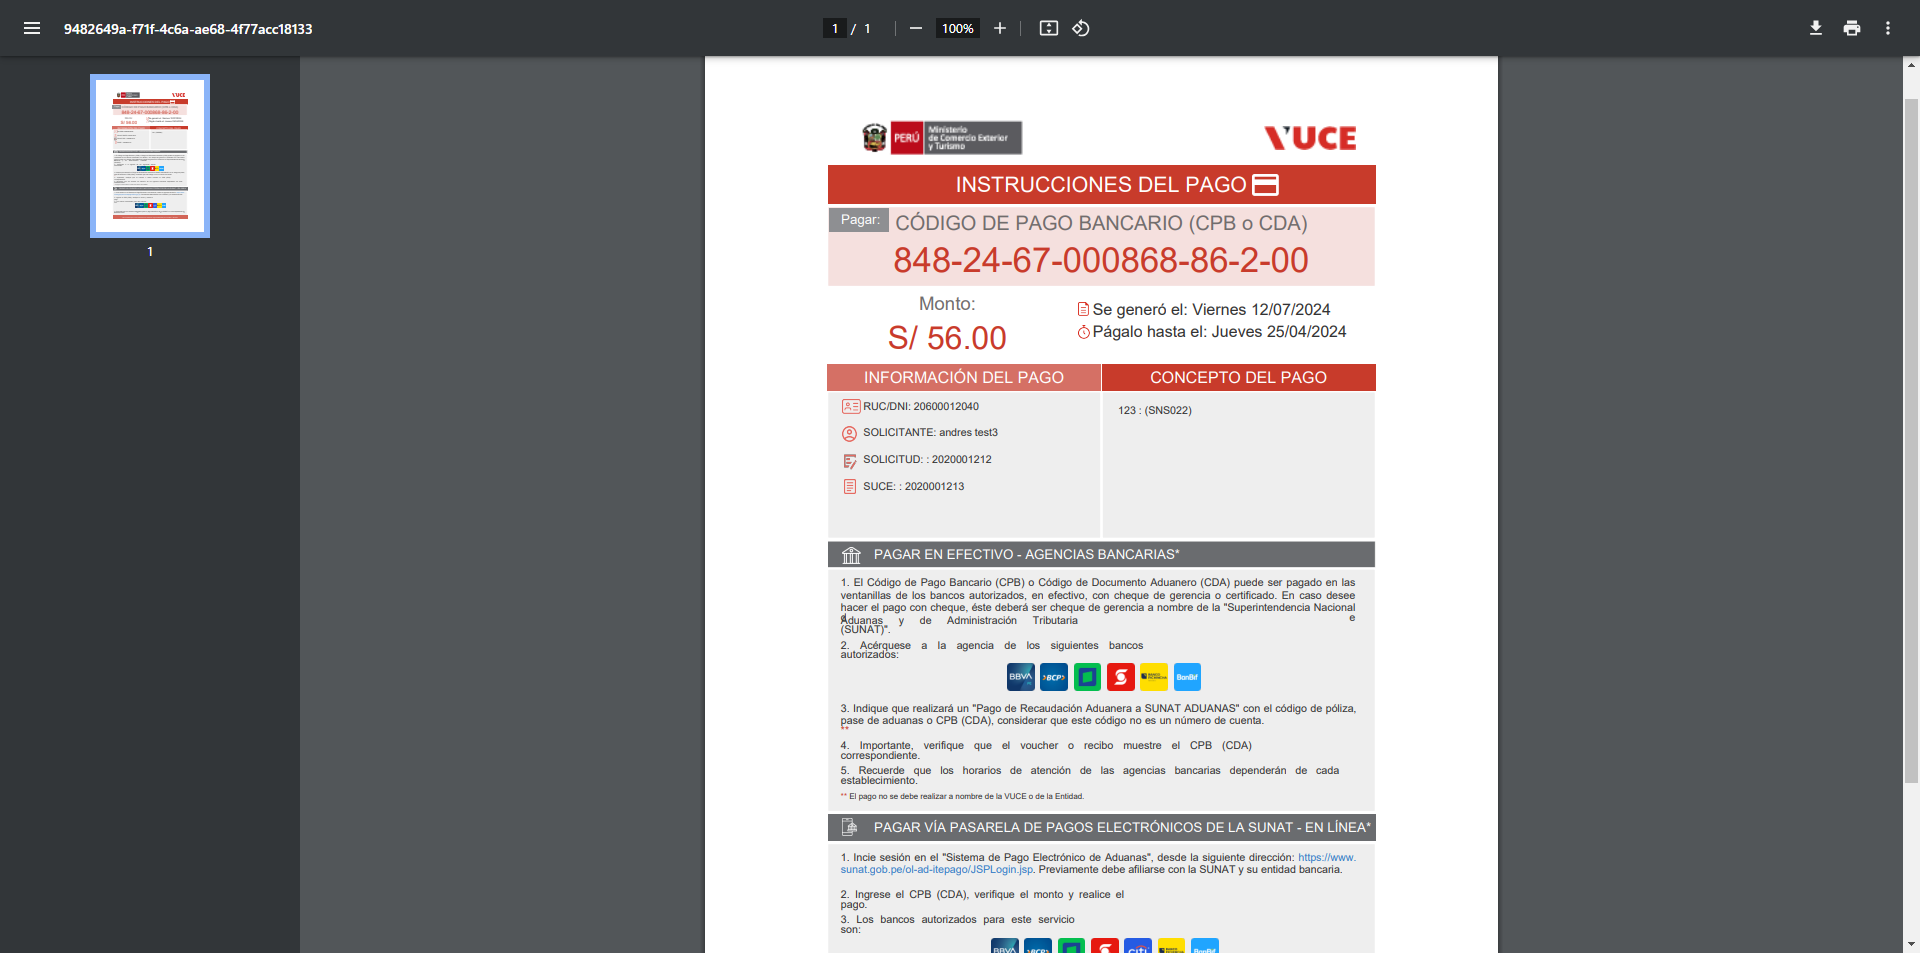 9482649a-f71f-4c6a-ae68-4f77acc18133
1 / 1
100%
1
PERÚ
Ministerio
de Comercio Exterior
y Turismo
VUCE
INSTRUCCIONES DEL PAGO
Pagar:
CÓDIGO DE PAGO BANCARIO (CPB o CDA)
848-24-67-000868-86-2-00
Monto:
S/ 56.00
Se generó el: Viernes 12/07/2024
Págalo hasta el: Jueves 25/04/2024
INFORMACIÓN DEL PAGO
CONCEPTO DEL PAGO
RUC/DNI: 20600012040
SOLICITANTE: andres test3
SOLICITUD: : 2020001212
SUCE: : 2020001213
123 : (SNS022)
PAGAR EN EFECTIVO - AGENCIAS BANCARIAS*
1. El Código de Pago Bancario (CPB) o Código de Documento Aduanero (CDA) puede ser pagado en las
ventanillas de los bancos autorizados, en efectivo, con cheque de gerencia o certificado. En caso desee
hacer el pago con cheque, éste deberá ser cheque de gerencia a nombre de la "Superintendencia Nacional
d e
Aduanas y de Administración Tributaria
(SUNAT)".
2. Acérquese a la agencia de los siguientes bancos
autorizados:
BBVA
BCP
BanBif
3. Indique que realizará un "Pago de Recaudación Aduanera a SUNAT ADUANAS" con el código de póliza,
pase de aduanas o CPB (CDA), considerar que este código no es un número de cuenta.
**
4. Importante, verifique que el voucher o recibo muestre el CPB (CDA)
correspondiente.
5. Recuerde que los horarios de atención de las agencias bancarias dependerán de cada
establecimiento.
** El pago no se debe realizar a nombre de la VUCE o de la Entidad.
PAGAR VÍA PASARELA DE PAGOS ELECTRÓNICOS DE LA SUNAT - EN LÍNEA*
1. Incie sesión en el "Sistema de Pago Electrónico de Aduanas", desde la siguiente dirección: https://www.
sunat.gob.pe/ol-ad-itepago/JSPLogin.jsp. Previamente debe afiliarse con la SUNAT y su entidad bancaria.
2. Ingrese el CPB (CDA), verifique el monto y realice el
pago.
3. Los bancos autorizados para este servicio
son:
BBVA
BCP
citi
BanBif